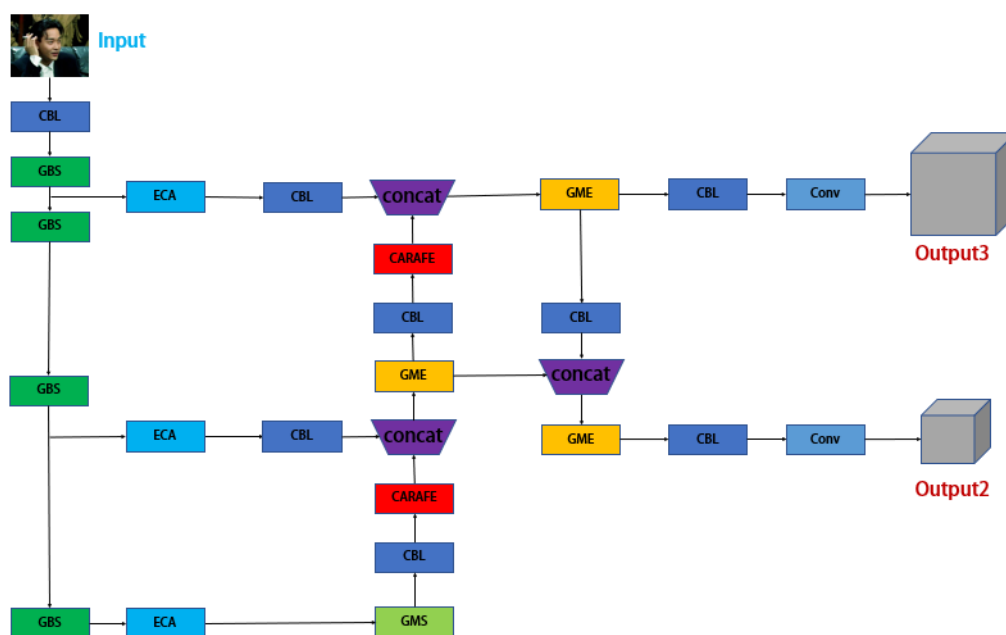 Input
CBL
GBS
ECA
CBL
concat
GME
CBL
Conv
GBS
Output3
CARAFE
CBL
CBL
GBS
GME
concat
ECA
CBL
concat
GME
CBL
Conv
Output2
CARAFE
CBL
GBS
ECA
GMS